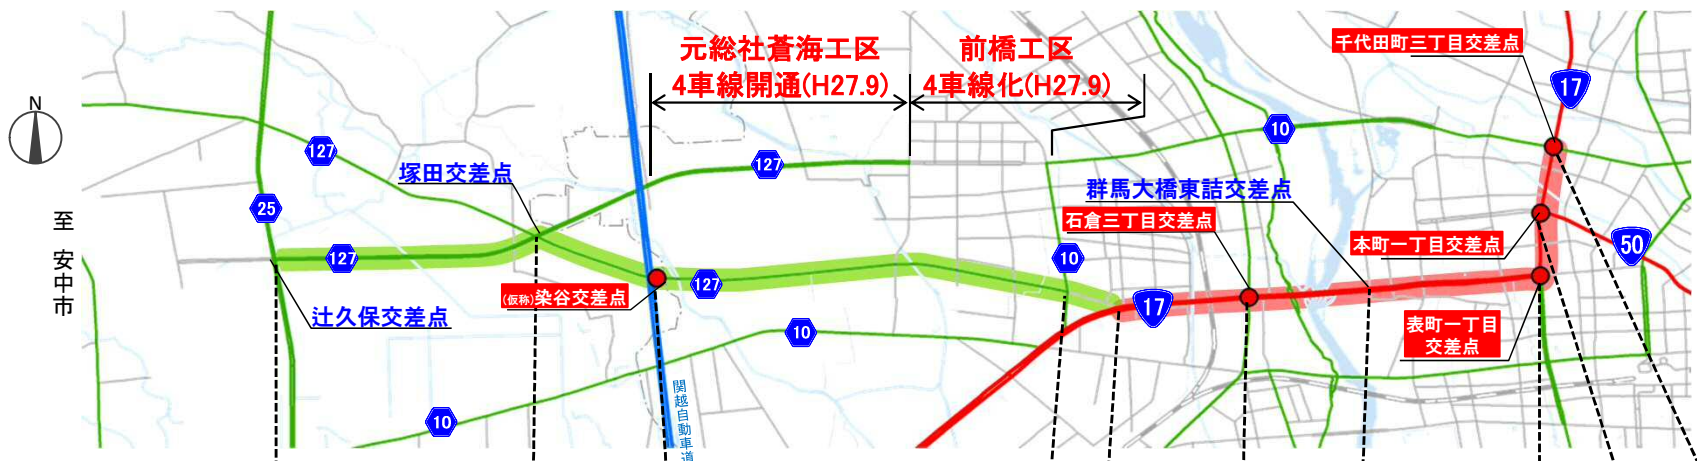 元総社蒼海工区
4車線開通(H27.9)
前橋工区
4車線化(H27.9)
千代田町三丁目交差点
17
N
127
10
塚田交差点
127
群馬大橋東詰交差点
25
石倉三丁目交差点
至 安中市
127
10
本町一丁目交差点
50
(仮称)染谷交差点
127
辻久保交差点
17
表町一丁目
交差点
10
関越自動車道
10